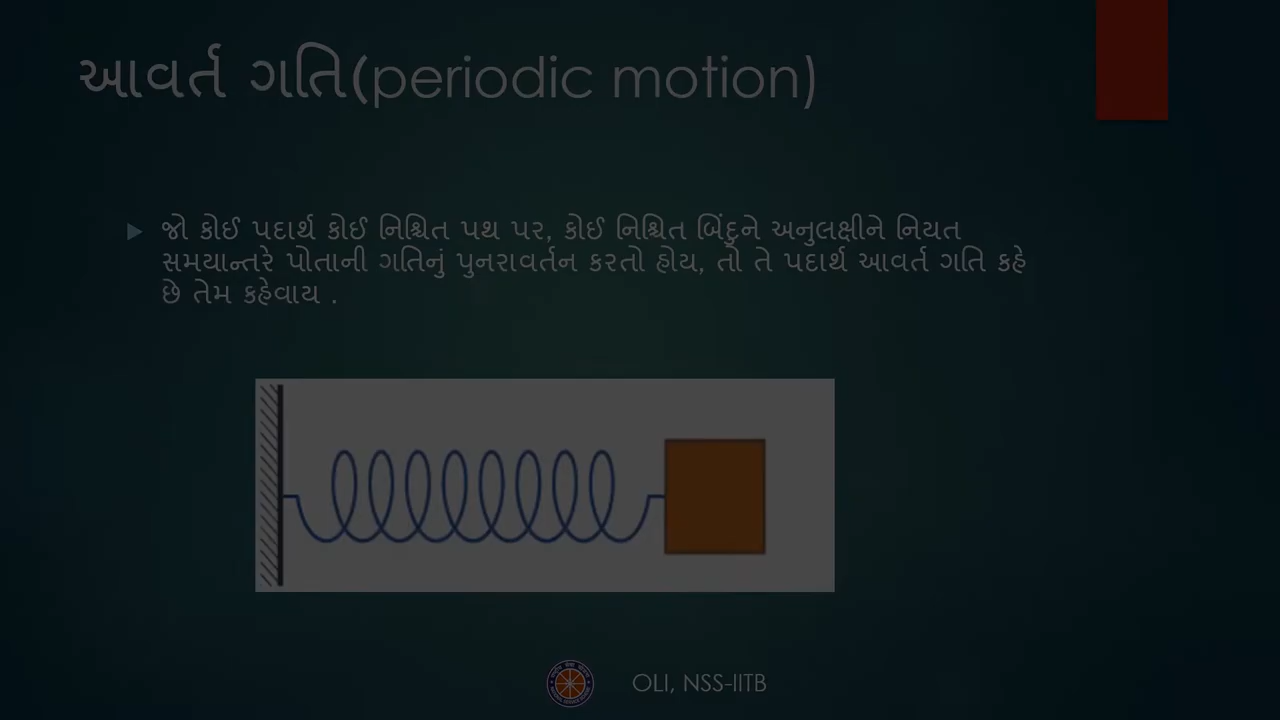 આવર્ત ગતિ(periodic motion)
જો કોઈ પદાર્થ કોઈ નિશ્ચિત પથ પર, કોઈ નિશ્ચિત બિંદુને અનુલક્ષીને નિયત
સમયાન્તરે પોતાની ગતિનું પુનરાવર્તન કરતો હોય, તો તે પદાર્થ આવર્ત ગતિ કહે
છે તેમ કહેવાય .
OLI, NSS-IITB